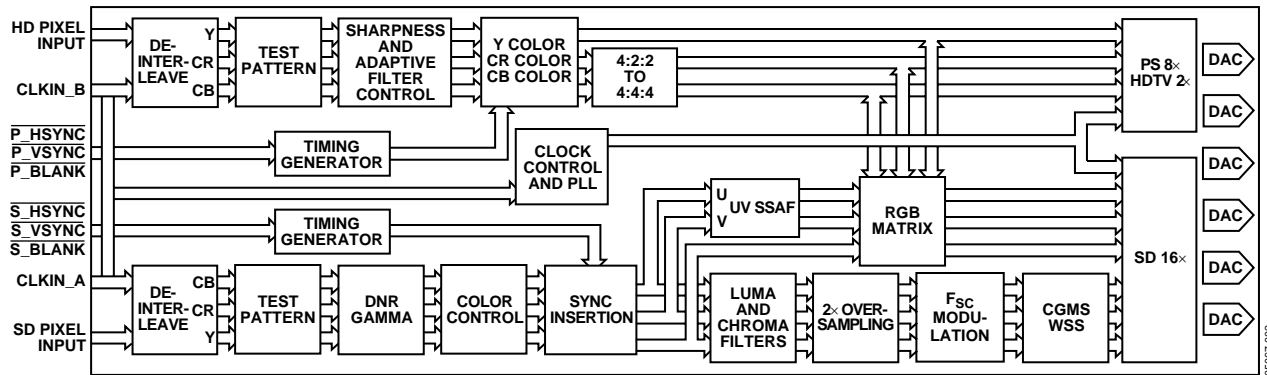 HD PIXEL
INPUT
CLKIN_B
P_HSYNC
P_VSYNC
P_BLANK
S_HSYNC
S_VSYNC
S_BLANK
CLKIN_A
SD PIXEL
INPUT
DE-
INTER-
LEAVE
Y
CR
CB
TEST
PATTERN
SHARPNESS
AND
ADAPTIVE
FILTER
CONTROL
Y COLOR
CR COLOR
CB COLOR
4:2:2
TO
4:4:4
PS 8×
HDTV 2×
TIMING
GENERATOR
CLOCK
CONTROL
AND PLL
TIMING
GENERATOR
U
V
UV SSAF
RGB
MATRIX
SD 16×
DE-
INTER-
LEAVE
CB
CR
Y
TEST
PATTERN
DNR
GAMMA
COLOR
CONTROL
SYNC
INSERTION
LUMA
AND
CHROMA
FILTERS
2× OVER-
SAMPLING
FSC
MODU-
LATION
CGMS
WSS
DAC
DAC
DAC
DAC
DAC
DAC